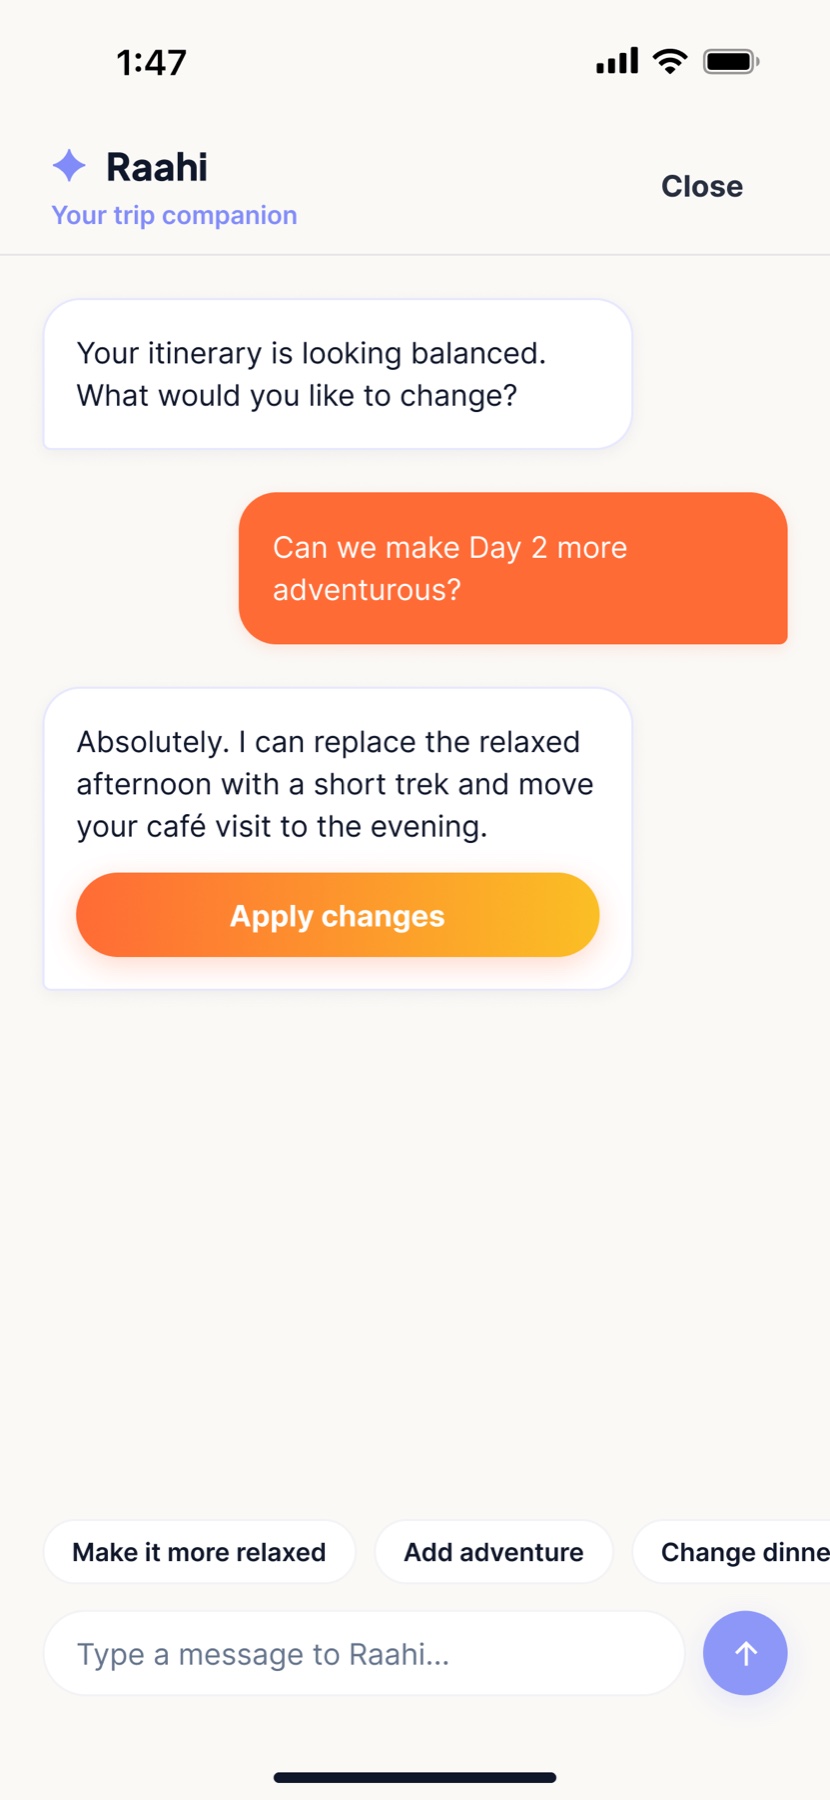 1:47
Raahi
Your trip companion
Close
Your itinerary is looking balanced.
What would you like to change?
Can we make Day 2 more
adventurous?
Absolutely. I can replace the relaxed
afternoon with a short trek and move
your café visit to the evening.
Apply changes
Make it more relaxed
Add adventure
Change dinne
Type a message to Raahi...